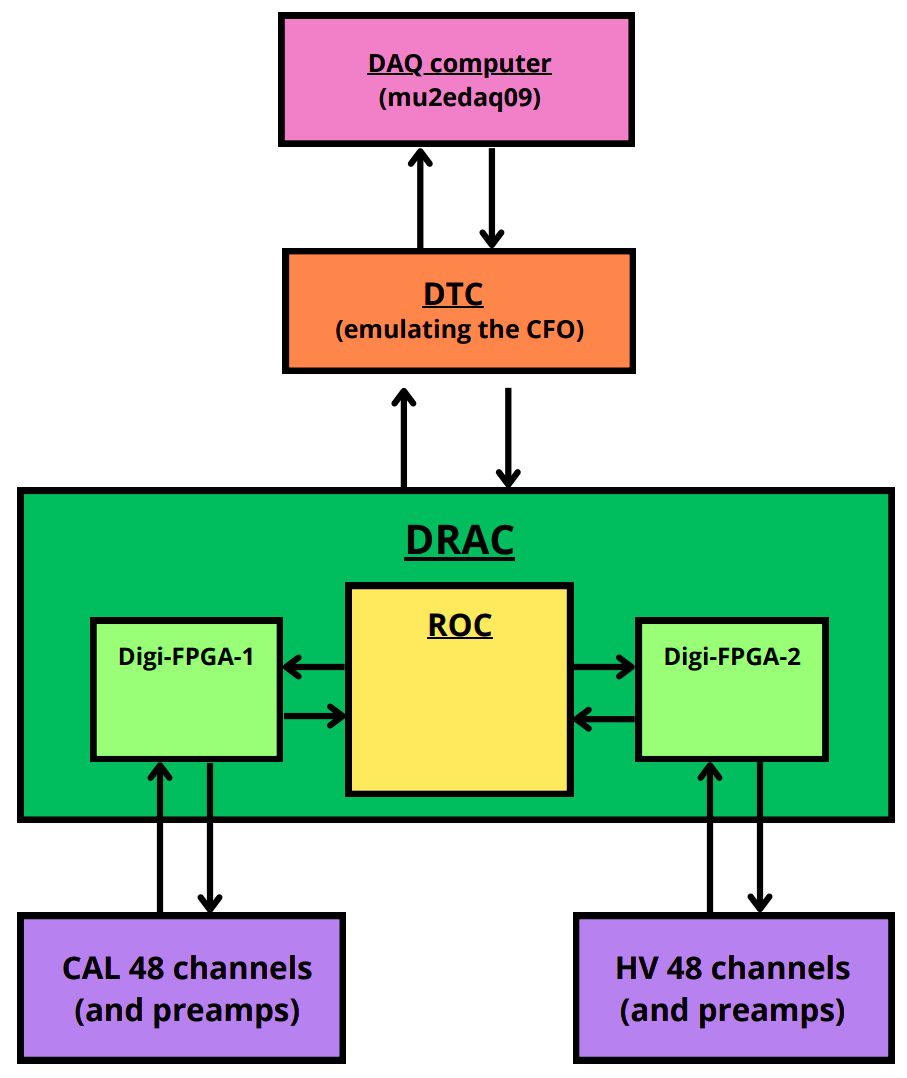 DAQ computer
(mu2edaq09)
DTC
(emulating the CFO)
DRAC
ROC
Digi-FPGA-1
Digi-FPGA-2
CAL 48 channels
(and preamps)
HV 48 channels
(and preamps)